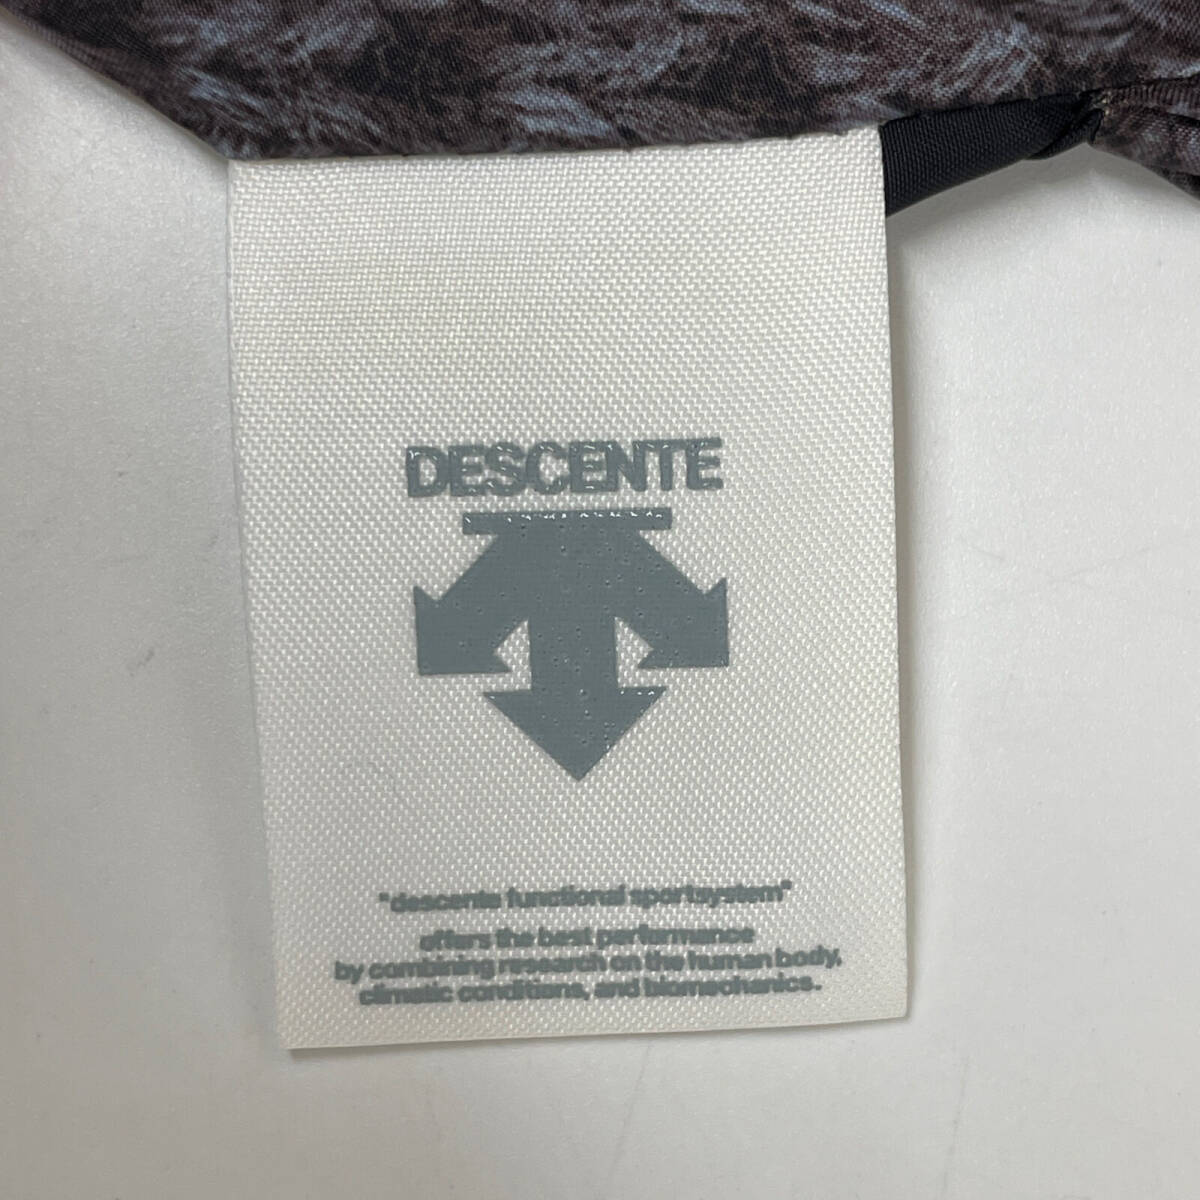 DESCENTE
"descente functional sportsystem"
offers the best performance
by combining research on the human body,
climatic conditions, and biomechanics.